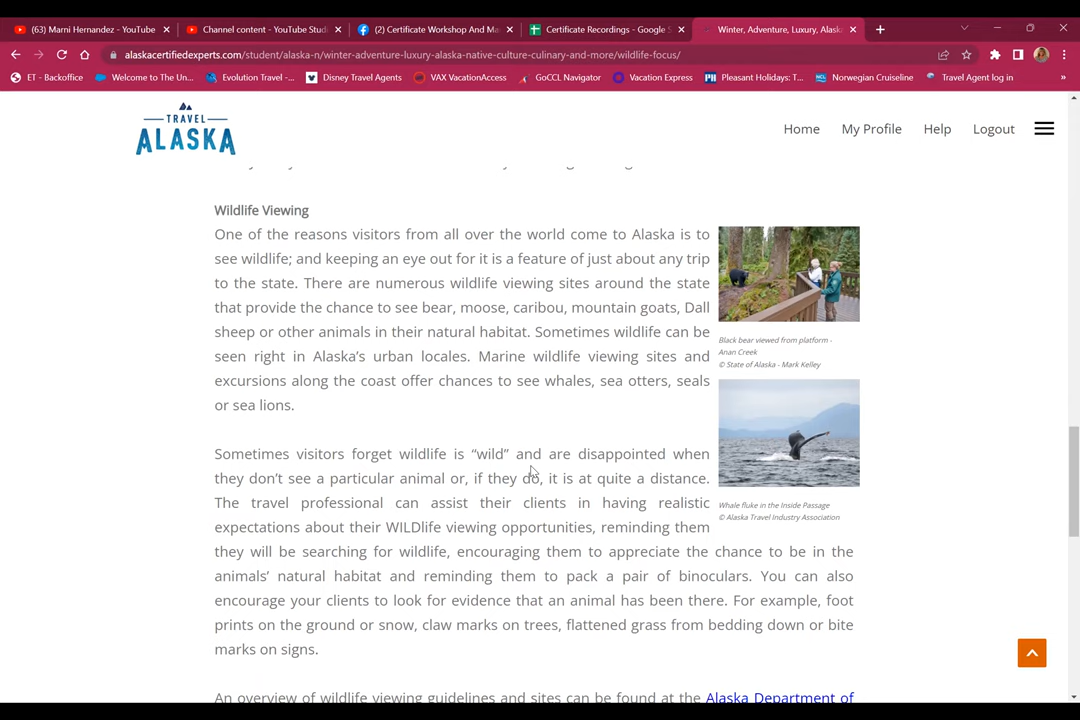 (63) Marni Hernandez - YouTube
Channel content - YouTube Studi
(2) Certificate Workshop And Ma
Certificate Recordings - Google S
Winter, Adventure, Luxury, Alask
alaskacertifiedexperts.com/student/alaska-n/winter-adventure-luxury-alaska-native-culture-culinary-and-more/wildlife-focus/
ET - Backoffice
Welcome to The Un...
Evolution Travel -...
Disney Travel Agents
VAX VacationAccess
GoCCL Navigator
Vacation Express
Pleasant Holidays: T...
Norwegian Cruiseline
Travel Agent log in
TRAVEL
ALASKA
Home
My Profile
Help
Logout
Wildlife Viewing
One of the reasons visitors from all over the world come to Alaska is to
see wildlife; and keeping an eye out for it is a feature of just about any trip
to the state. There are numerous wildlife viewing sites around the state
that provide the chance to see bear, moose, caribou, mountain goats, Dall
sheep or other animals in their natural habitat. Sometimes wildlife can be
seen right in Alaska's urban locales. Marine wildlife viewing sites and
excursions along the coast offer chances to see whales, sea otters, seals
or sea lions.
Black bear viewed from platform -
Anan Creek
© State of Alaska - Mark Kelley
Sometimes visitors forget wildlife is “wild” and are disappointed when
they don't see a particular animal or, if they do, it is at quite a distance.
The travel professional can assist their clients in having realistic
expectations about their WILDlife viewing opportunities, reminding them
they will be searching for wildlife, encouraging them to appreciate the chance to be in the
animals' natural habitat and reminding them to pack a pair of binoculars. You can also
encourage your clients to look for evidence that an animal has been there. For example, foot
prints on the ground or snow, claw marks on trees, flattened grass from bedding down or bite
marks on signs.
Whale fluke in the Inside Passage
© Alaska Travel Industry Association
An overview of wildlife viewing guidelines and sites can be found at the Alaska Department of